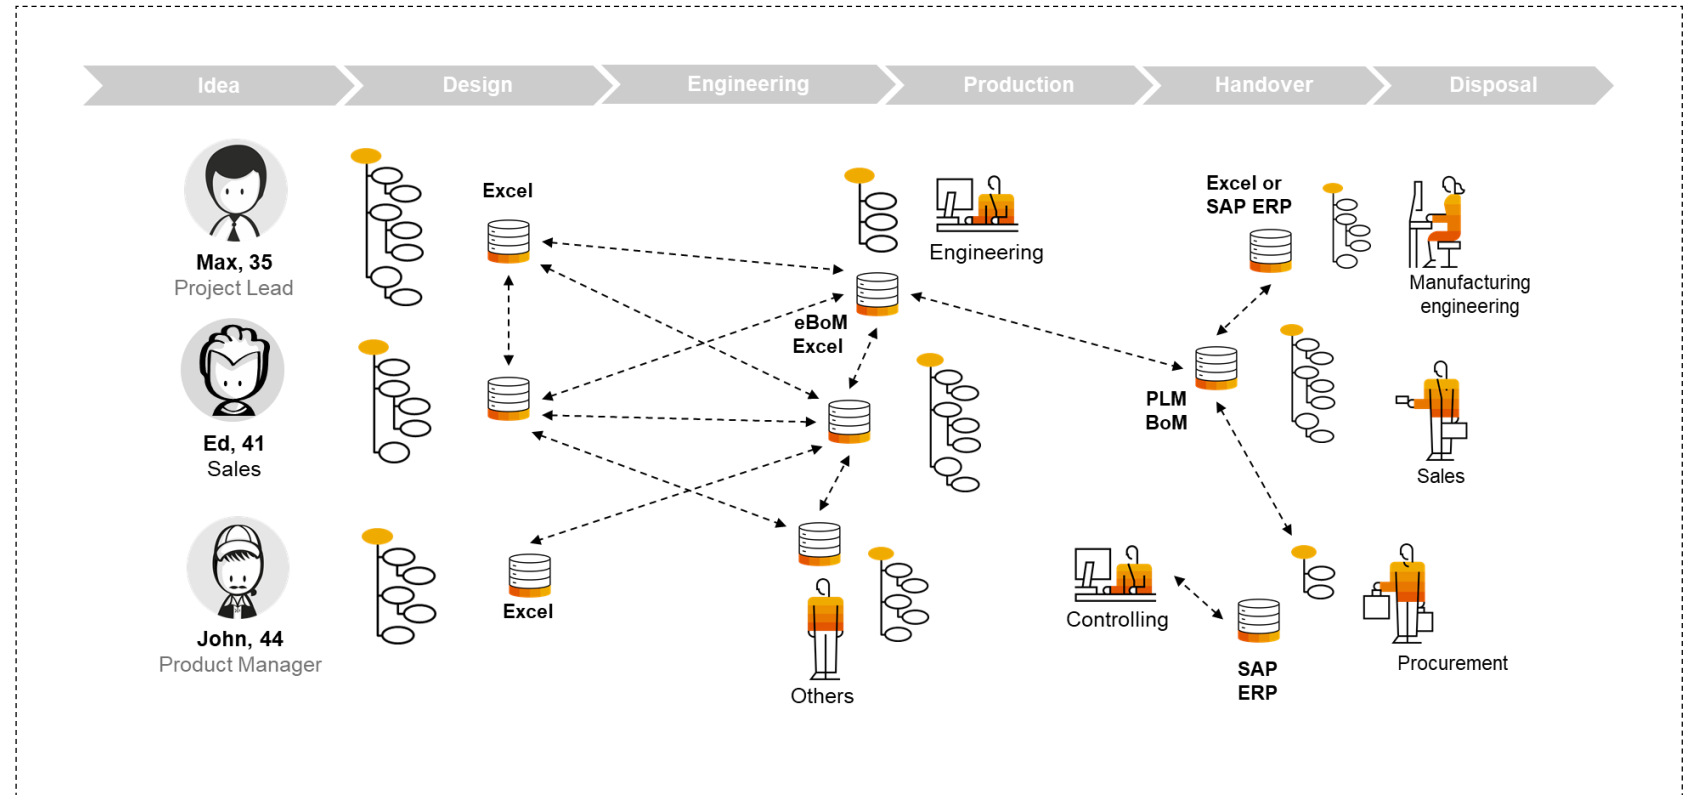 Idea
Design
Engineering
Production
Handover
Disposal
Max, 35
Project Lead
Ed, 41
Sales
John, 44
Product Manager
Excel
Excel
eBoM
Excel
Engineering
Others
Excel or
SAP ERP
Manufacturing
engineering
PLM
BoM
Sales
Controlling
SAP
ERP
Procurement